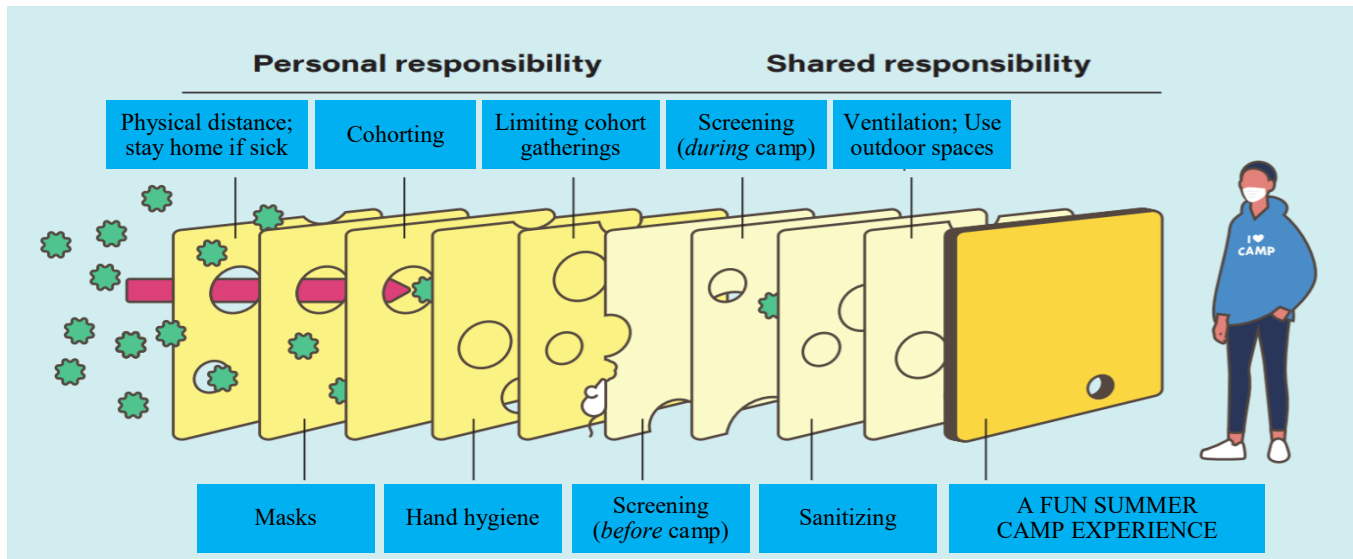 Personal responsibility
Shared responsibility
Physical distance;
stay home if sick
Cohorting
Limiting cohort
gatherings
Screening
(during camp)
Ventilation; Use
outdoor spaces
I ♥
CAMP
Masks
Hand hygiene
Screening
(before camp)
Sanitizing
A FUN SUMMER
CAMP EXPERIENCE